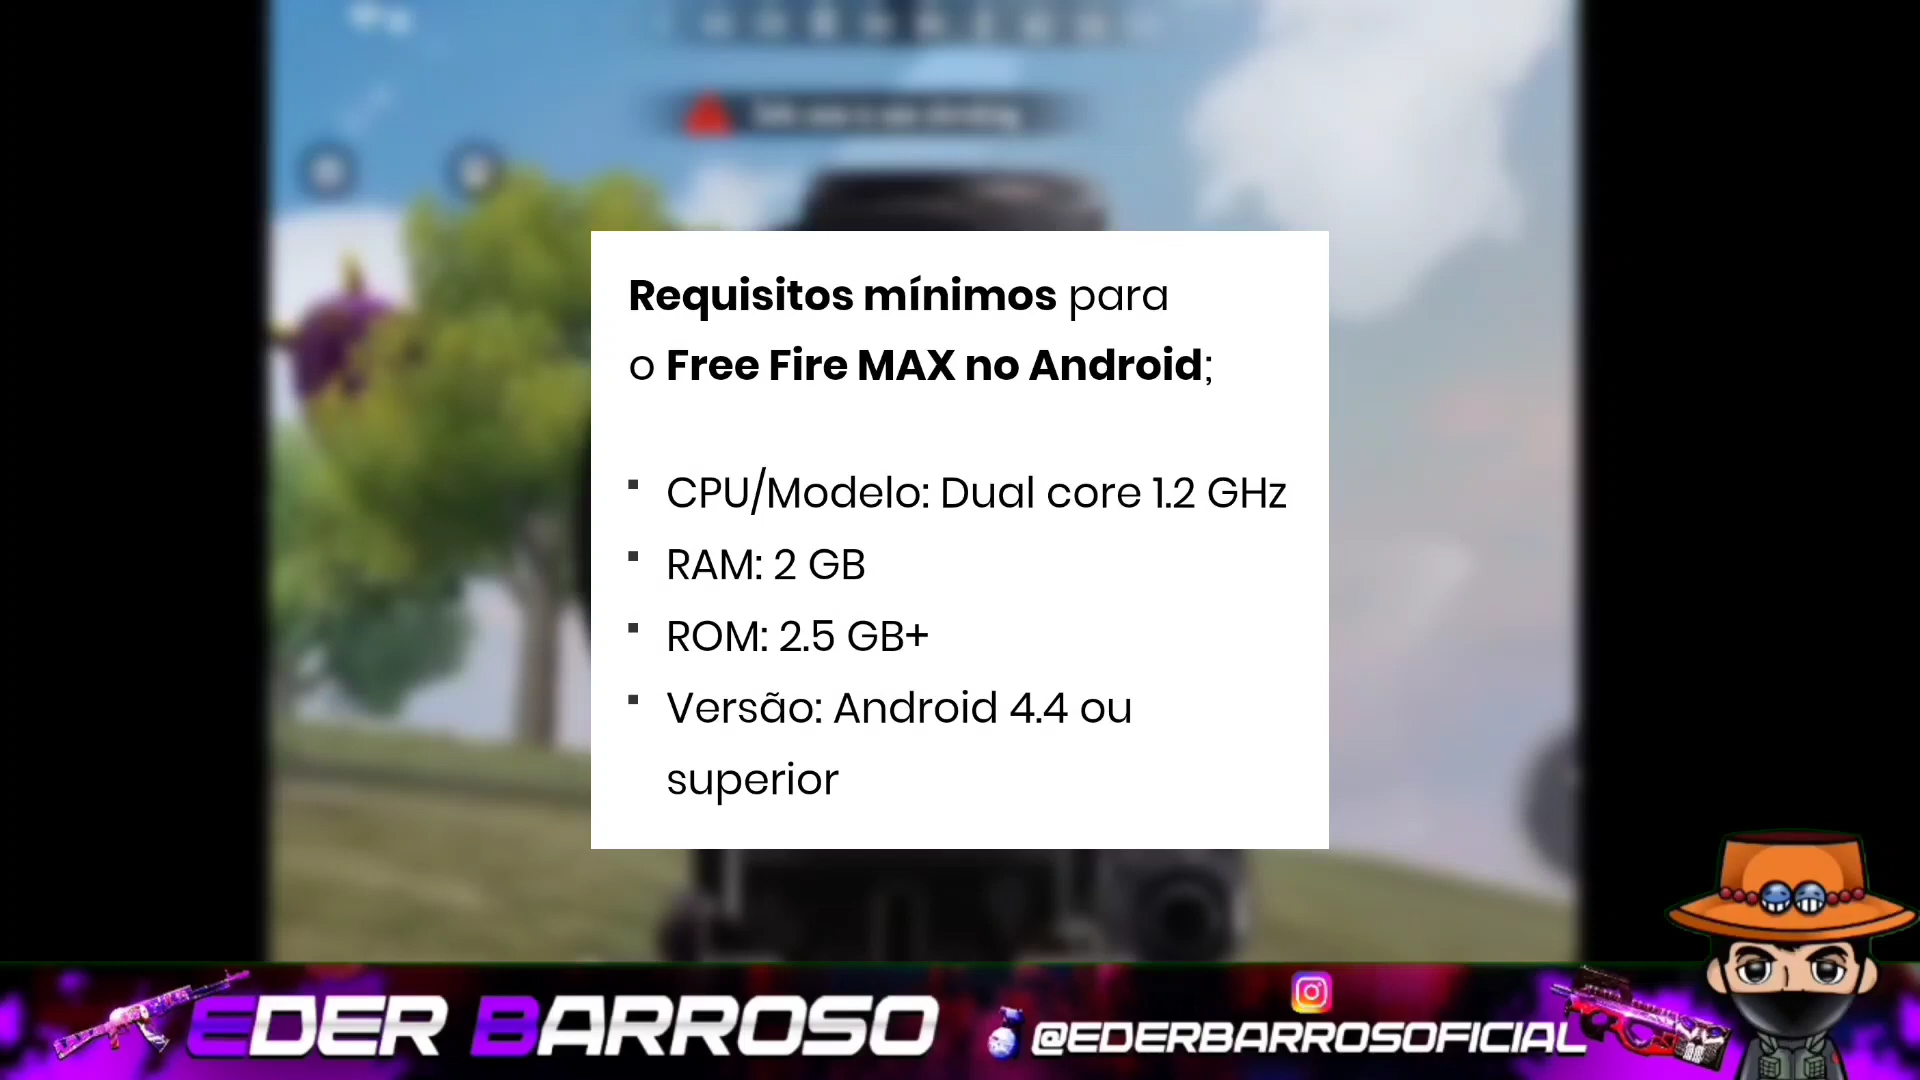 Requisitos mínimos para
o Free Fire MAX no Android;
▪ CPU/Modelo: Dual core 1.2 GHz
▪ RAM: 2 GB
▪ ROM: 2.5 GB+
▪ Versão: Android 4.4 ou
superior
EDER BARROSO
@EDERBARROSOFICIAL